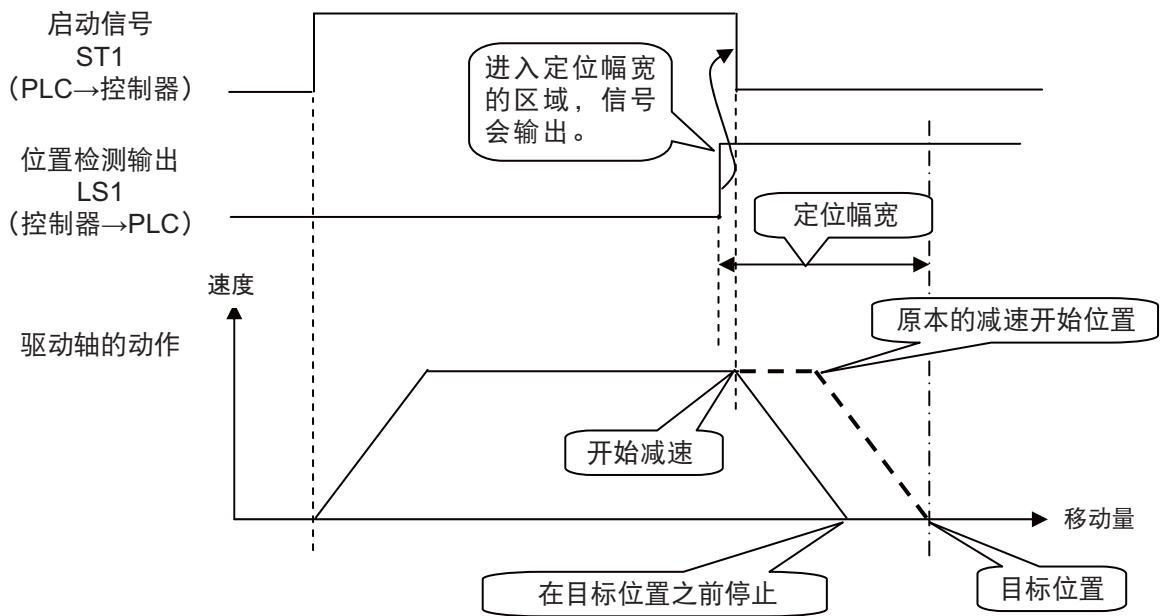 启动信号
ST1
（PLC→控制器）
进入定位幅宽
的区域，信号
会输出。
位置检测输出
LS1
（控制器→PLC）
定位幅宽
速度
原本的减速开始位置
驱动轴的动作
开始减速
移动量
在目标位置之前停止
目标位置